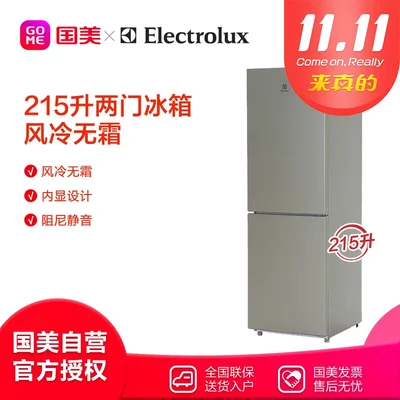 GO
ME
国美×Electrolux
11.11
Come on. Really
来真的
215升两门冰箱
风冷无霜
风冷无霜
内显设计
阻尼静音
215升
国美自营
官方授权
全国联保
送货入户
国美发票
售后无忧